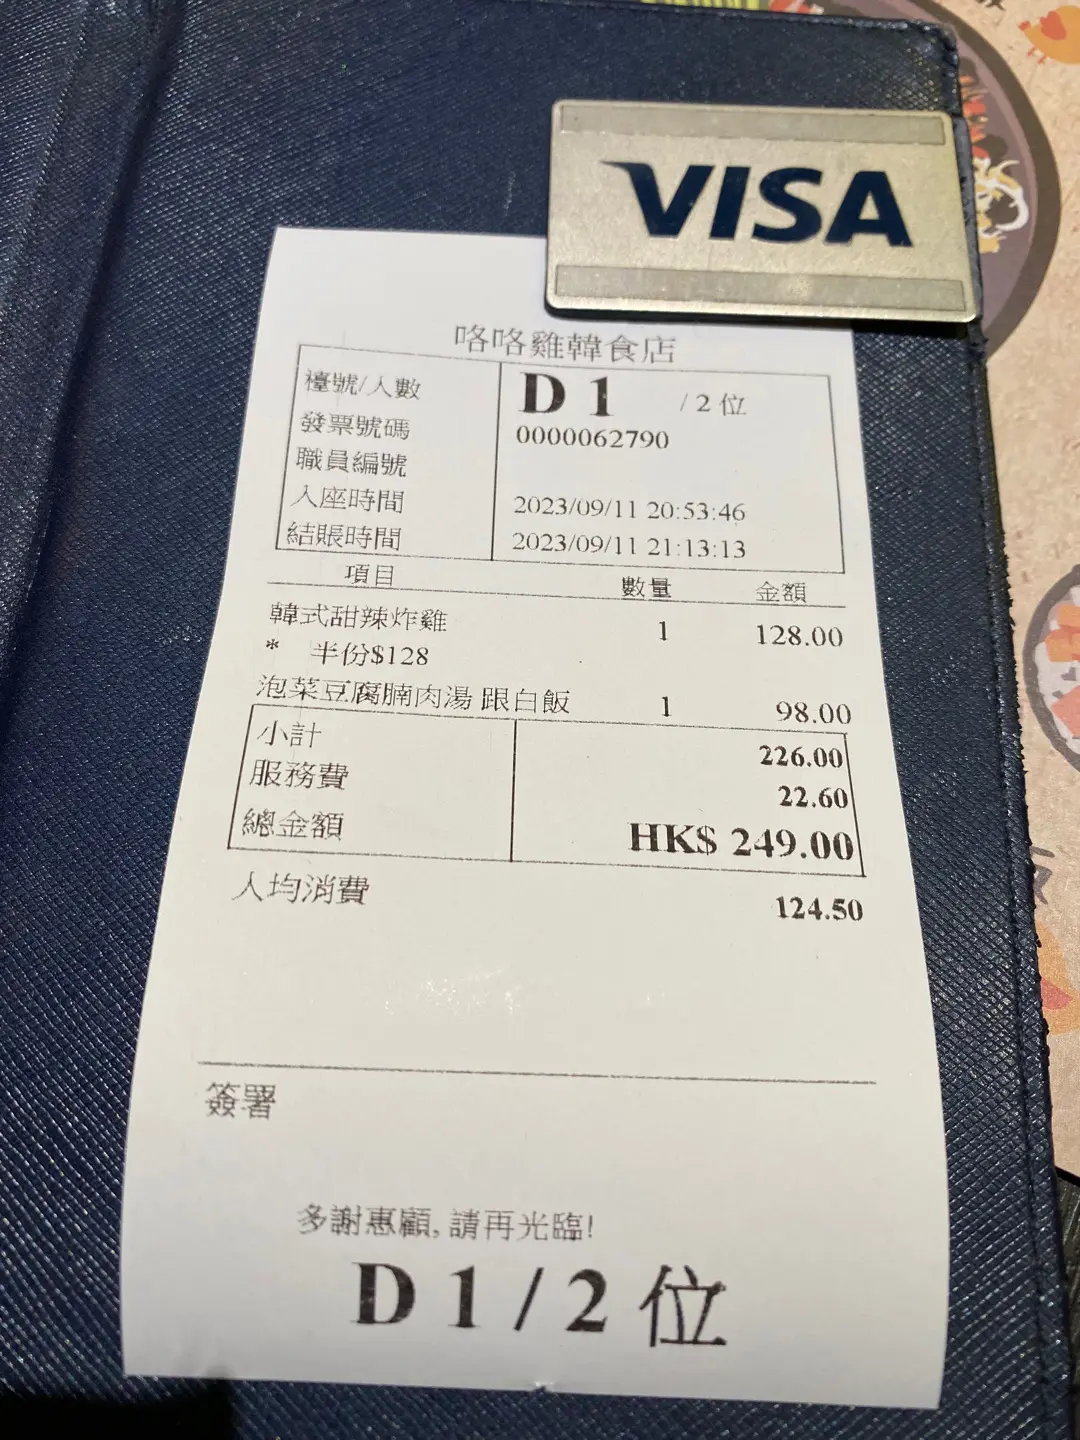 VISA
咯咯雞韓食店
檯號/人數 D 1 / 2 位
發票號碼 0000062790
職員編號
入座時間 2023/09/11 20:53:46
結賬時間 2023/09/11 21:13:13
項目 數量 金額
韓式甜辣炸雞 1 128.00
* 半份$128
泡菜豆腐腩肉湯 跟白飯 1 98.00
小計 226.00
服務費 22.60
總金額 HK$ 249.00
人均消費 124.50
簽署
多謝惠顧, 請再光臨!
D 1 / 2 位